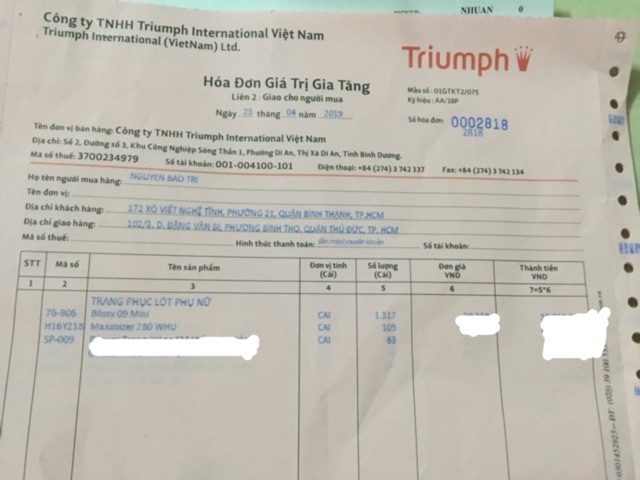 NHUAN 0
Công ty TNHH Triumph International Việt Nam
Triumph International (VietNam) Ltd.
Triumph
Hóa Đơn Giá Trị Gia Tăng
Liên 2 : Giao cho người mua
Ngày 25 tháng 04 năm 2019
Mẫu số : 01GTKT2/075
Ký hiệu : AA/18P
Số hóa đơn 0002818
2818
Tên đơn vị bán hàng: Công ty TNHH Triumph International Việt Nam
Địa chỉ: Số 2, Đường số 3, Khu Công Nghiệp Sóng Thần 1, Phường Dĩ An, Thị Xã Dĩ An, Tỉnh Bình Dương.
Mã số thuế: 3700234979 Số tài khoản: 001-004100-101 Điện thoại: +84 (274) 3 742 137 Fax: +84 (274) 3 742 134
Họ tên người mua hàng: NGUYEN BAO TRI
Tên đơn vị:
Địa chỉ khách hàng: 172 XÔ VIẾT NGHỆ TĨNH, PHƯỜNG 21, QUẬN BÌNH THẠNH, TP.HCM
Địa chỉ giao hàng: 102/2, D. ĐẶNG VĂN BI, PHƯỜNG BÌNH THỌ, QUẬN THỦ ĐỨC, TP. HCM
Mã số thuế: Hình thức thanh toán: Số tài khoản:
STT Mã số Tên sản phẩm Đơn vị tính (Cái) Số lượng (Cái) Đơn giá VND Thành tiền VND
1 2 3 4 5 6 7=5*6
TRANG PHỤC LÓT PHỤ NỮ
76-906 Blissy 09 Mini CAI 1.317
H16Y218 Maximizer 280 WHU CAI 105
SP-009 CAI 63